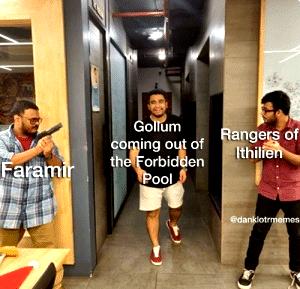 Faramir
Gollum
coming out of
the Forbidden
Pool
Rangers of
Ithilien
@danklotrmemes